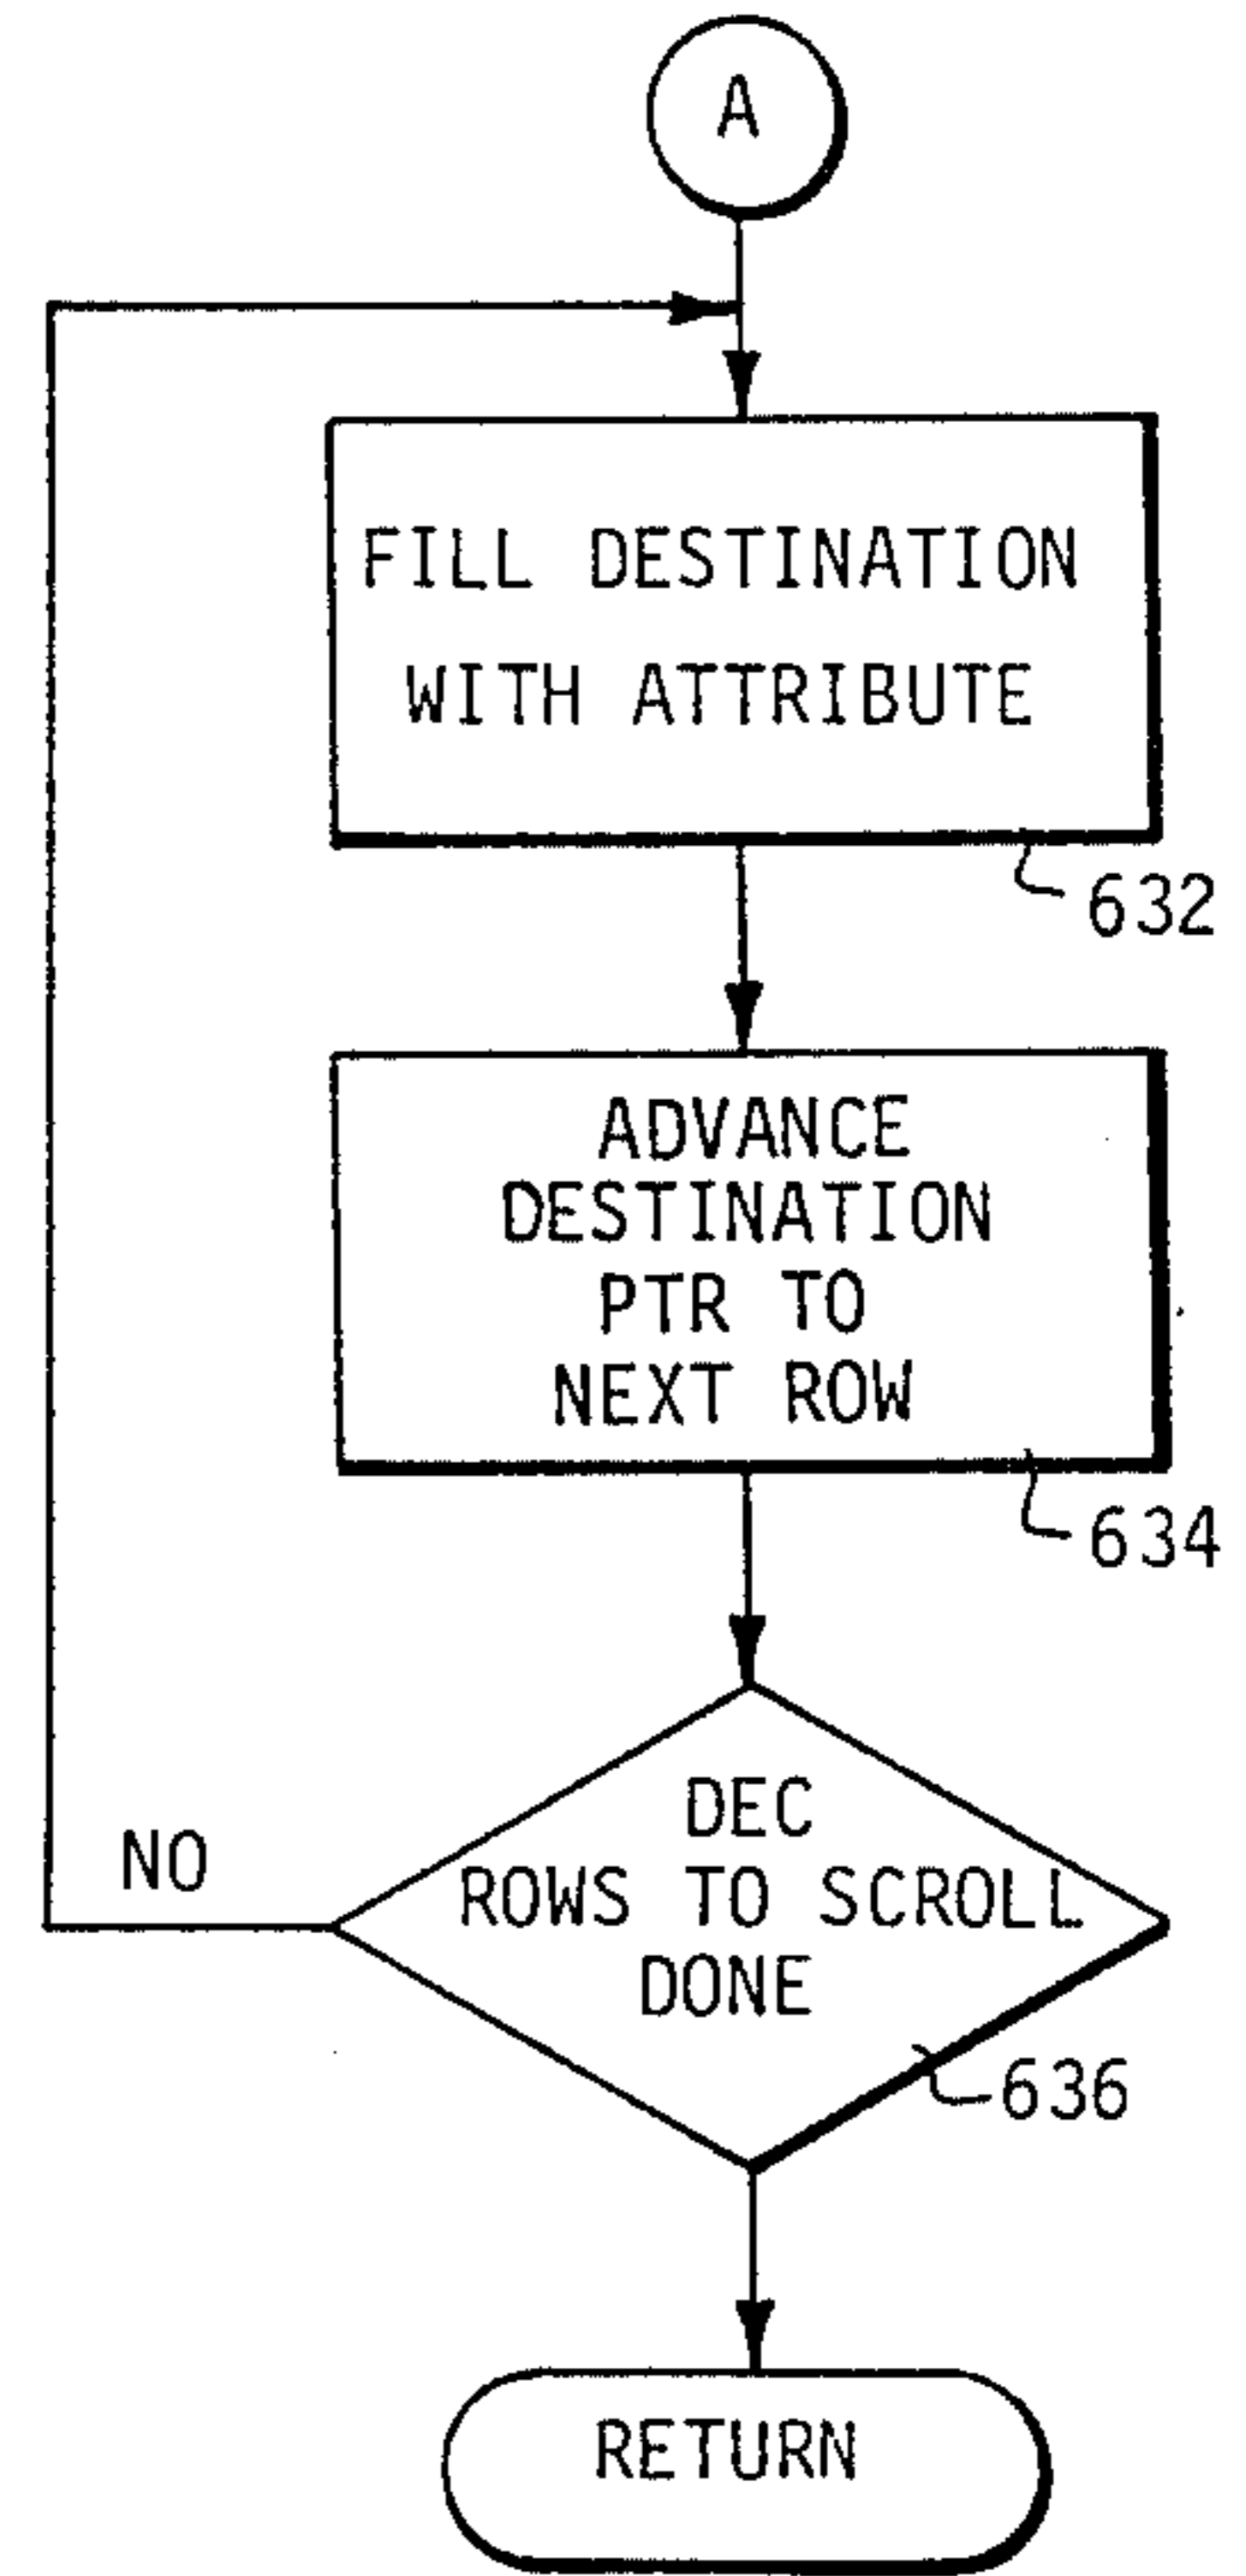 A
FILL DESTINATION
WITH ATTRIBUTE
632
ADVANCE
DESTINATION
PTR TO
NEXT ROW
634
DEC
ROWS TO SCROLL
DONE
NO
636
RETURN